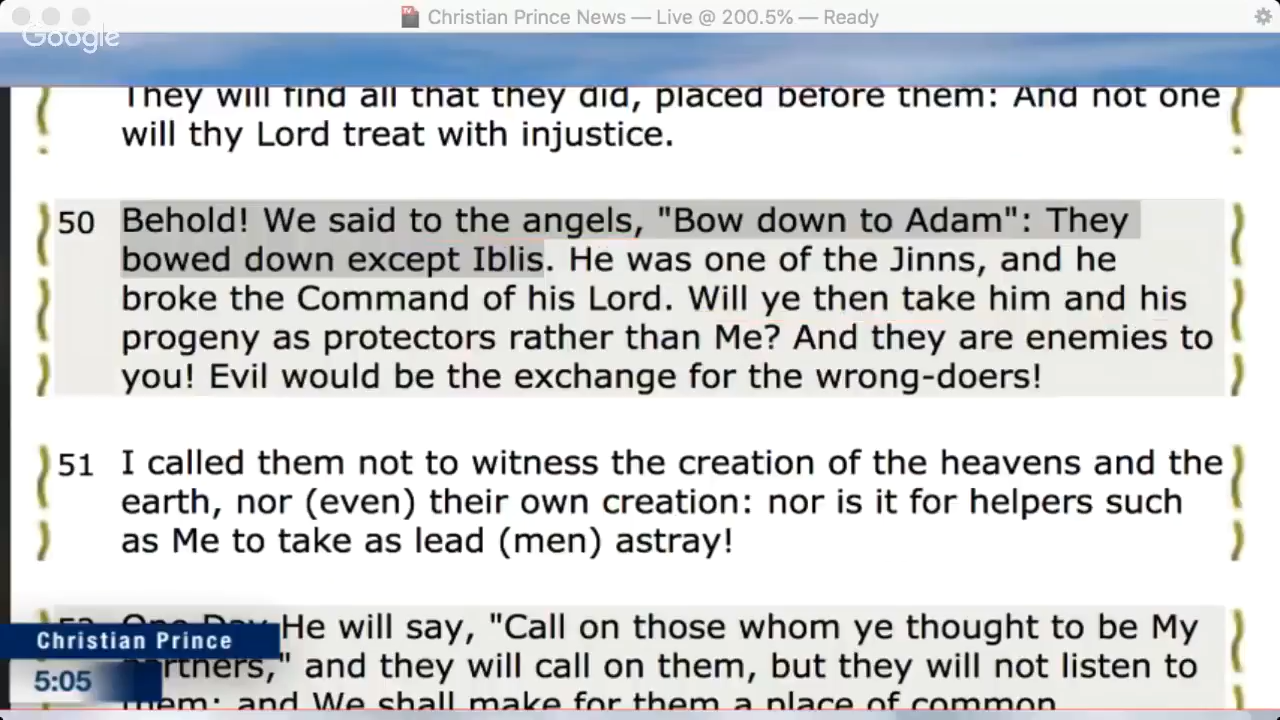 Christian Prince News — Live @ 200.5% — Ready
Google
They will find all that they did, placed before them: And not one
will thy Lord treat with injustice.
50 Behold! We said to the angels, "Bow down to Adam": They
bowed down except Iblis. He was one of the Jinns, and he
broke the Command of his Lord. Will ye then take him and his
progeny as protectors rather than Me? And they are enemies to
you! Evil would be the exchange for the wrong-doers!
51 I called them not to witness the creation of the heavens and the
earth, nor (even) their own creation: nor is it for helpers such
as Me to take as lead (men) astray!
One Day He will say, "Call on those whom ye thought to be My
partners," and they will call on them, but they will not listen to
them; and We shall make for them a place of common
Christian Prince
5:05